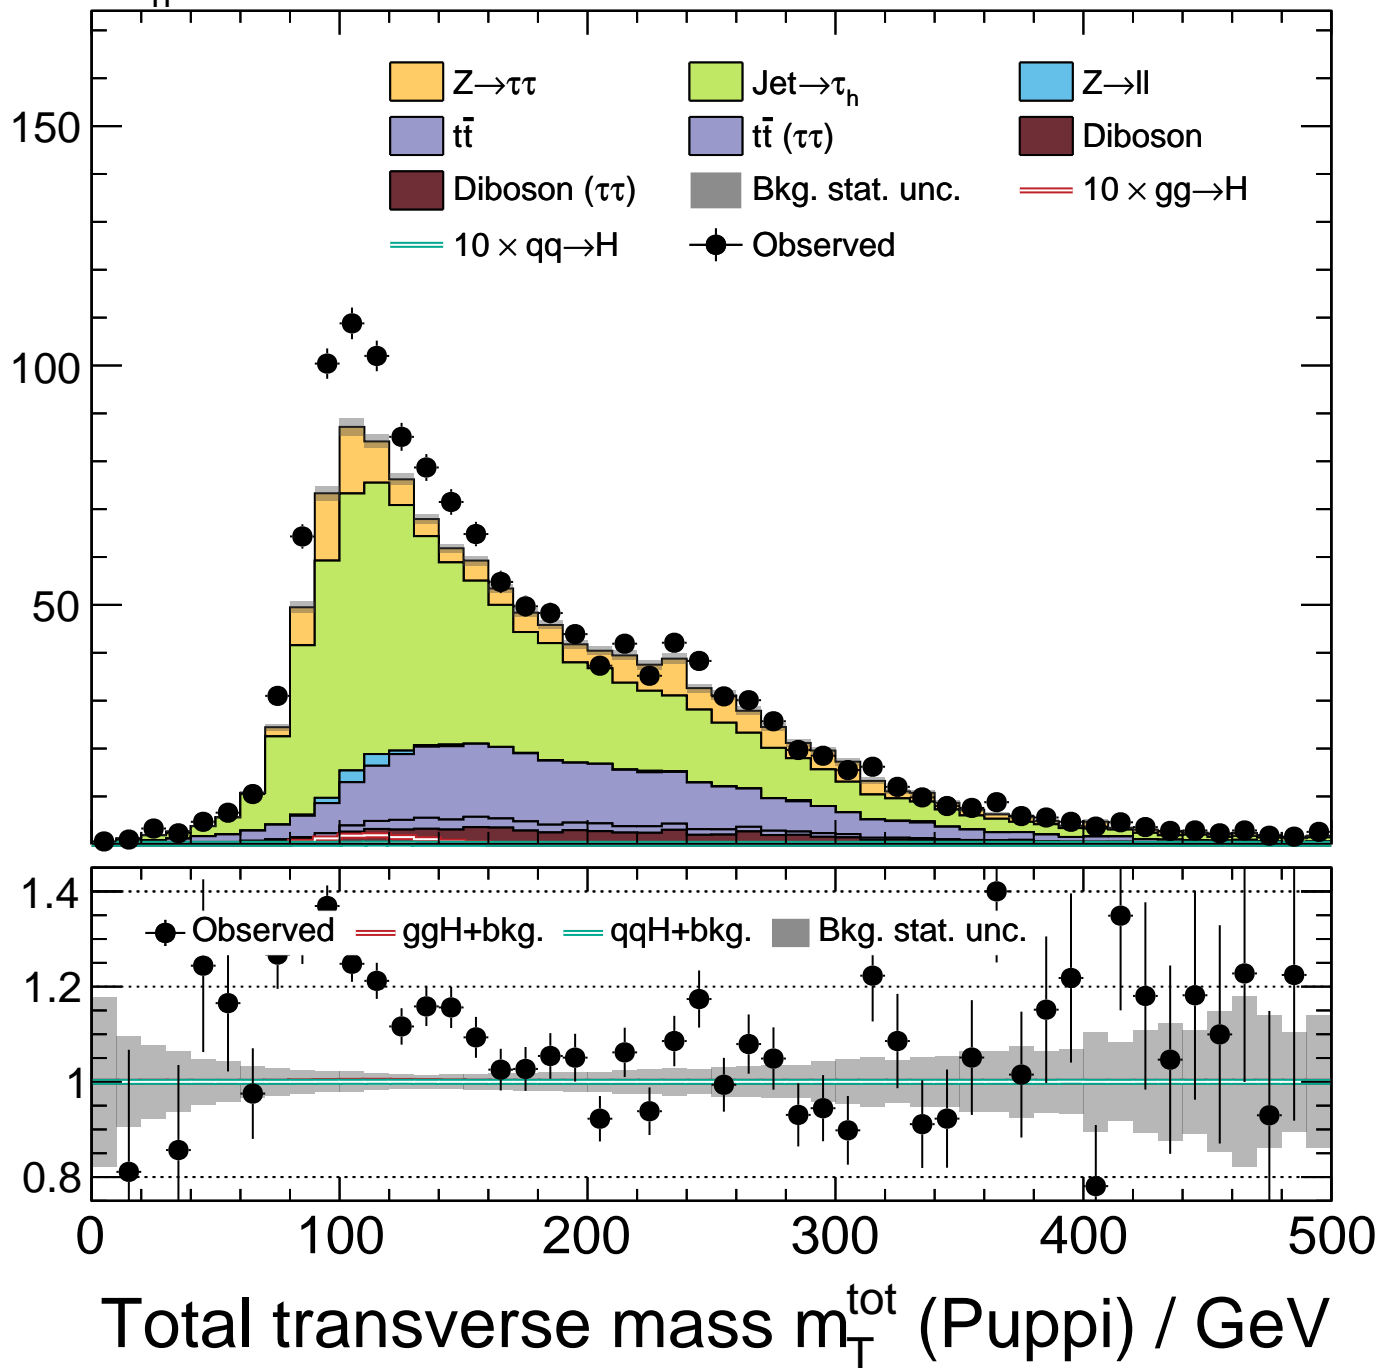 h
Z→ττ Jet→τh Z→ll
tt̄ tt̄ (ττ) Diboson
Diboson (ττ) Bkg. stat. unc. 10 × gg→H
10 × qq→H Observed
150
100
50
1.4
Observed ggH+bkg. qqH+bkg. Bkg. stat. unc.
1.2
1
0.8
0 100 200 300 400 500
Total transverse mass m_T^tot (Puppi) / GeV